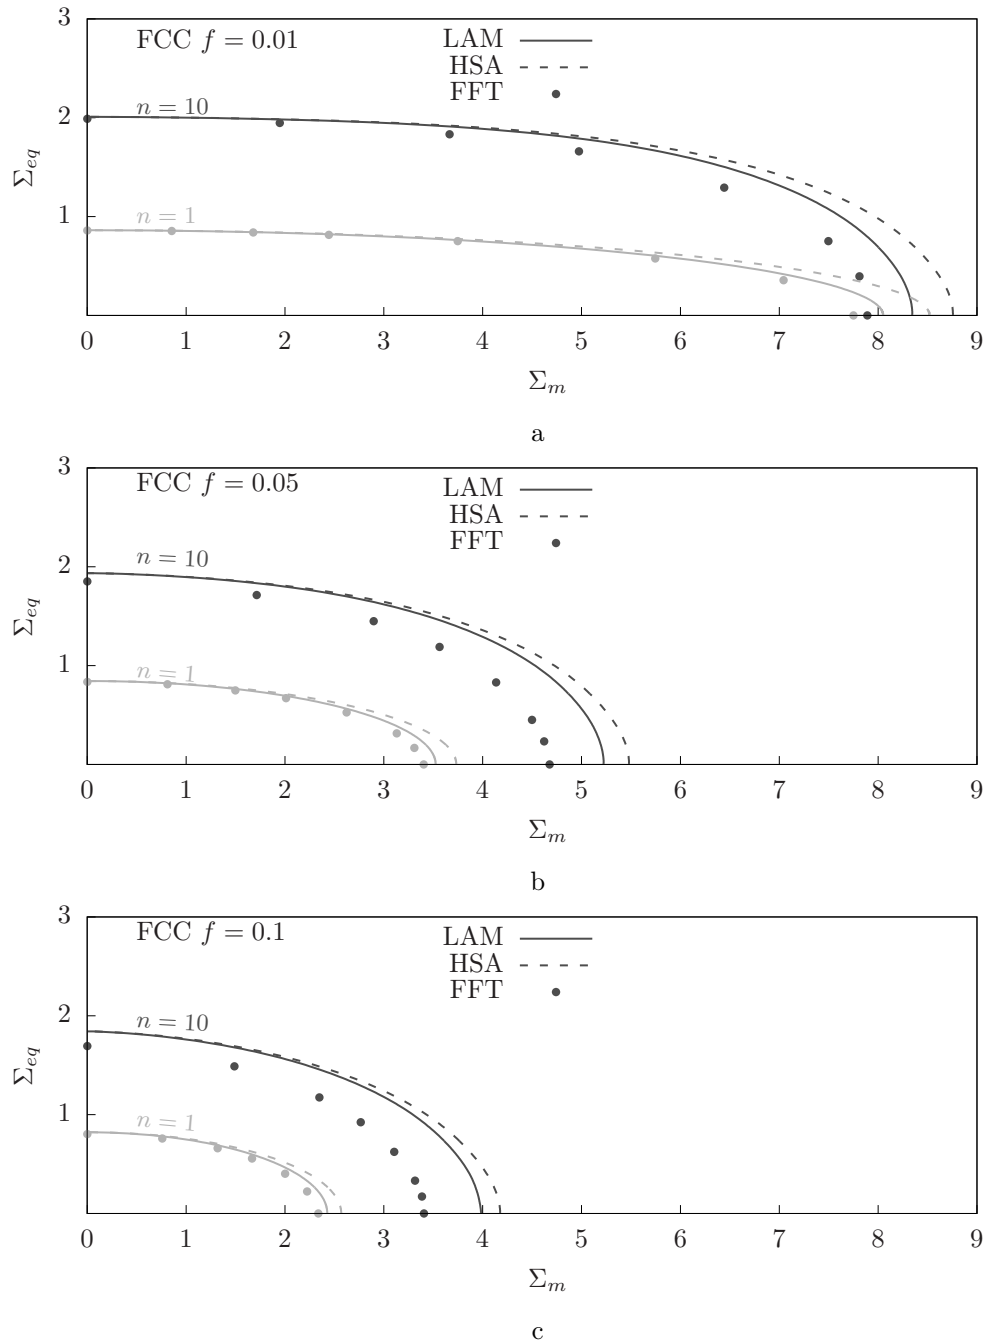 FCC f = 0.01
LAM
HSA
FFT
n = 10
n = 1
3
2
1
Σeq
0 1 2 3 4 5 6 7 8 9
Σm
a
FCC f = 0.05
LAM
HSA
FFT
n = 10
n = 1
3
2
1
Σeq
0 1 2 3 4 5 6 7 8 9
Σm
b
FCC f = 0.1
LAM
HSA
FFT
n = 10
n = 1
3
2
1
Σeq
0 1 2 3 4 5 6 7 8 9
Σm
c